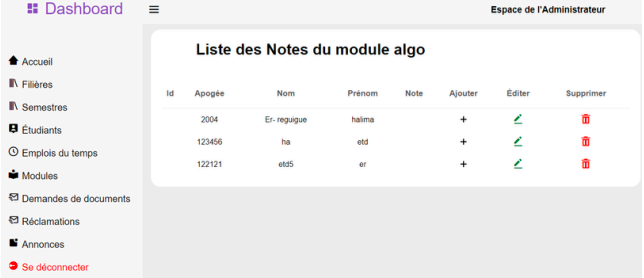 Dashboard
Espace de l'Administrateur
Accueil
Filières
Semestres
Étudiants
Emplois du temps
Modules
Demandes de documents
Réclamations
Annonces
Se déconnecter
Liste des Notes du module algo
Id Apogée Nom Prénom Note Ajouter Éditer Supprimer
2004 Er- reguigue halima +
123456 ha etd +
122121 etd5 er +